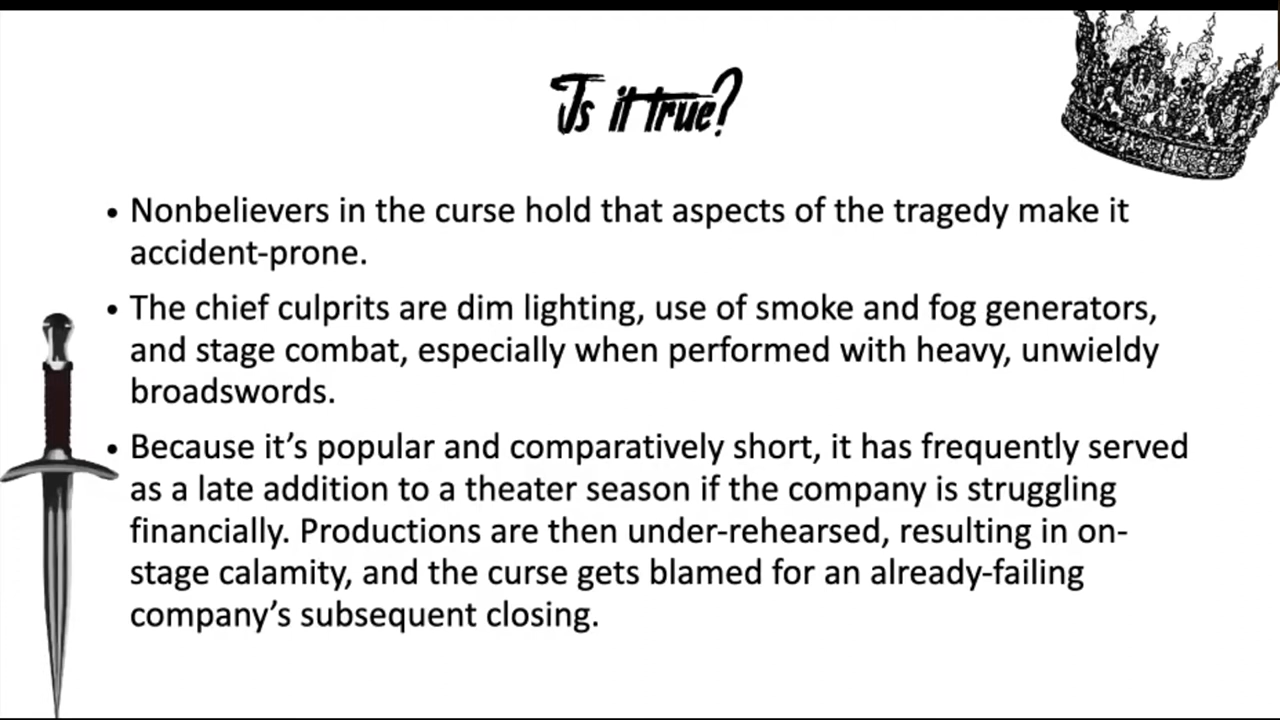 Is it true?
• Nonbelievers in the curse hold that aspects of the tragedy make it
accident-prone.
• The chief culprits are dim lighting, use of smoke and fog generators,
and stage combat, especially when performed with heavy, unwieldy
broadswords.
• Because it’s popular and comparatively short, it has frequently served
as a late addition to a theater season if the company is struggling
financially. Productions are then under-rehearsed, resulting in on-
stage calamity, and the curse gets blamed for an already-failing
company’s subsequent closing.